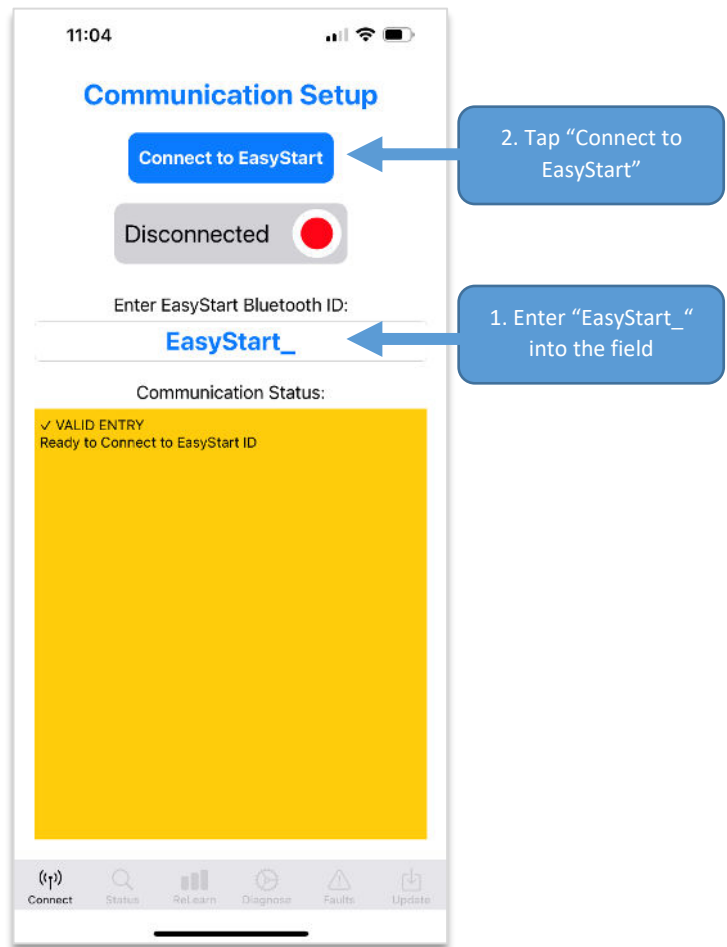 11:04
Communication Setup
Connect to EasyStart
2. Tap “Connect to
EasyStart”
Disconnected
Enter EasyStart Bluetooth ID:
EasyStart_
1. Enter “EasyStart_“
into the field
Communication Status:
✓ VALID ENTRY
Ready to Connect to EasyStart ID
Connect Status ReLearn Diagnose Faults Update